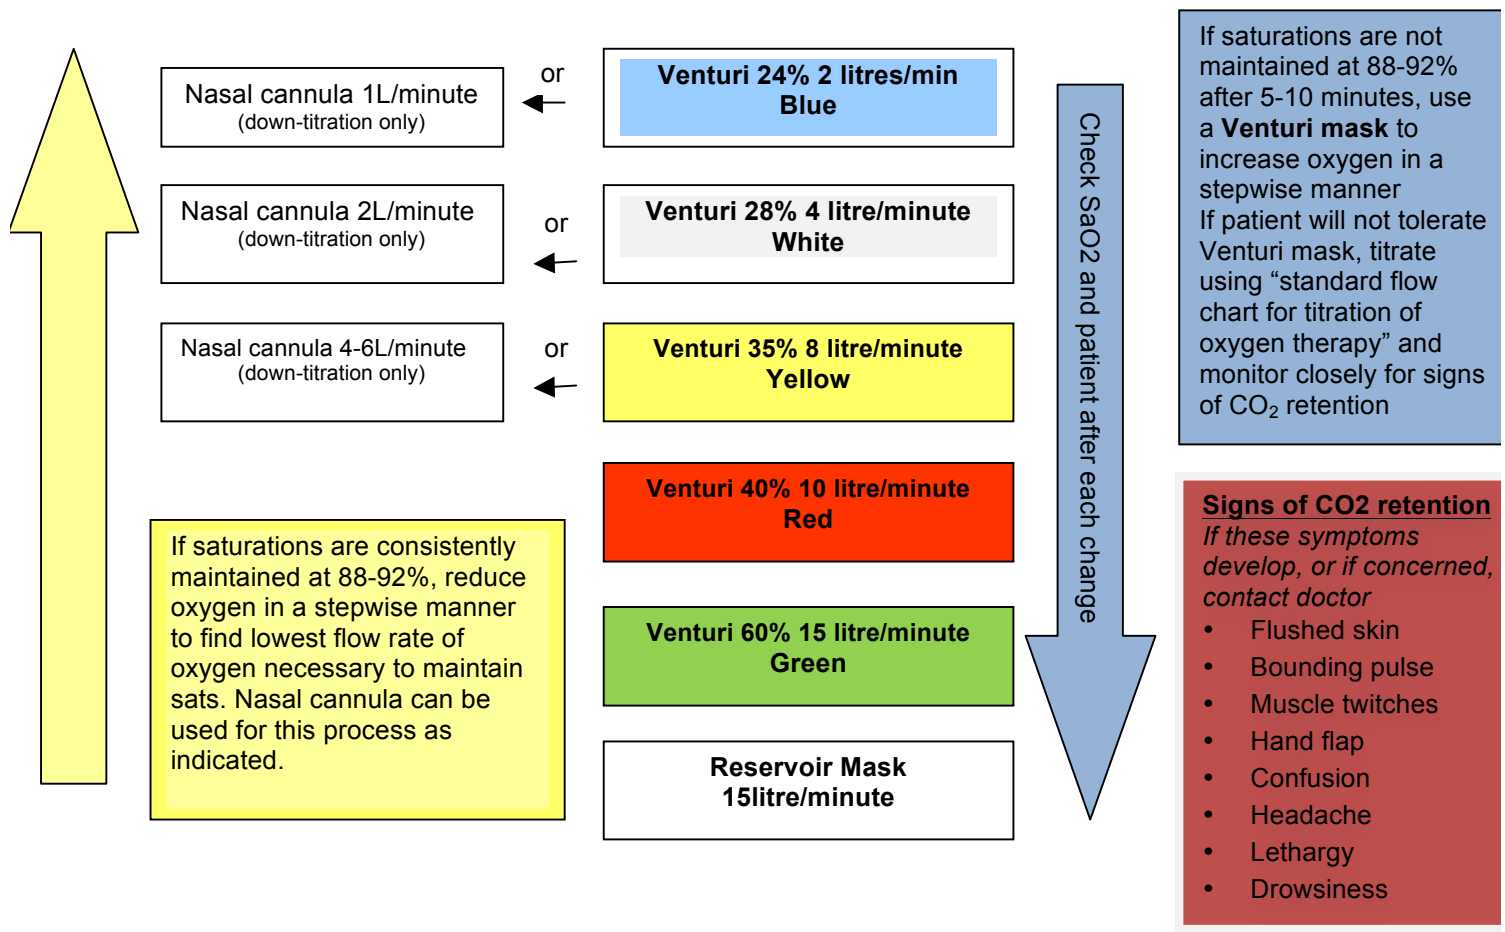 Nasal cannula 1L/minute
(down-titration only)
or
Venturi 24% 2 litres/min
Blue
Nasal cannula 2L/minute
(down-titration only)
or
Venturi 28% 4 litre/minute
White
Nasal cannula 4-6L/minute
(down-titration only)
or
Venturi 35% 8 litre/minute
Yellow
Venturi 40% 10 litre/minute
Red
Venturi 60% 15 litre/minute
Green
Reservoir Mask
15litre/minute
If saturations are consistently
maintained at 88-92%, reduce
oxygen in a stepwise manner
to find lowest flow rate of
oxygen necessary to maintain
sats. Nasal cannula can be
used for this process as
indicated.
Check SaO2 and patient after each change
If saturations are not
maintained at 88-92%
after 5-10 minutes, use
a Venturi mask to
increase oxygen in a
stepwise manner
If patient will not tolerate
Venturi mask, titrate
using “standard flow
chart for titration of
oxygen therapy” and
monitor closely for signs
of CO₂ retention
Signs of CO2 retention
If these symptoms
develop, or if concerned,
contact doctor
• Flushed skin
• Bounding pulse
• Muscle twitches
• Hand flap
• Confusion
• Headache
• Lethargy
• Drowsiness